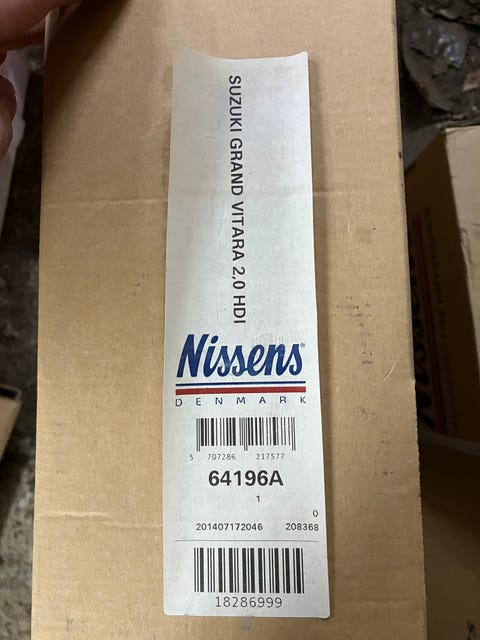 SUZUKI GRAND VITARA 2,0 HDI
Nissens®
DENMARK
5 707286 217577
64196A
1
0
201407172046 208368
18286999